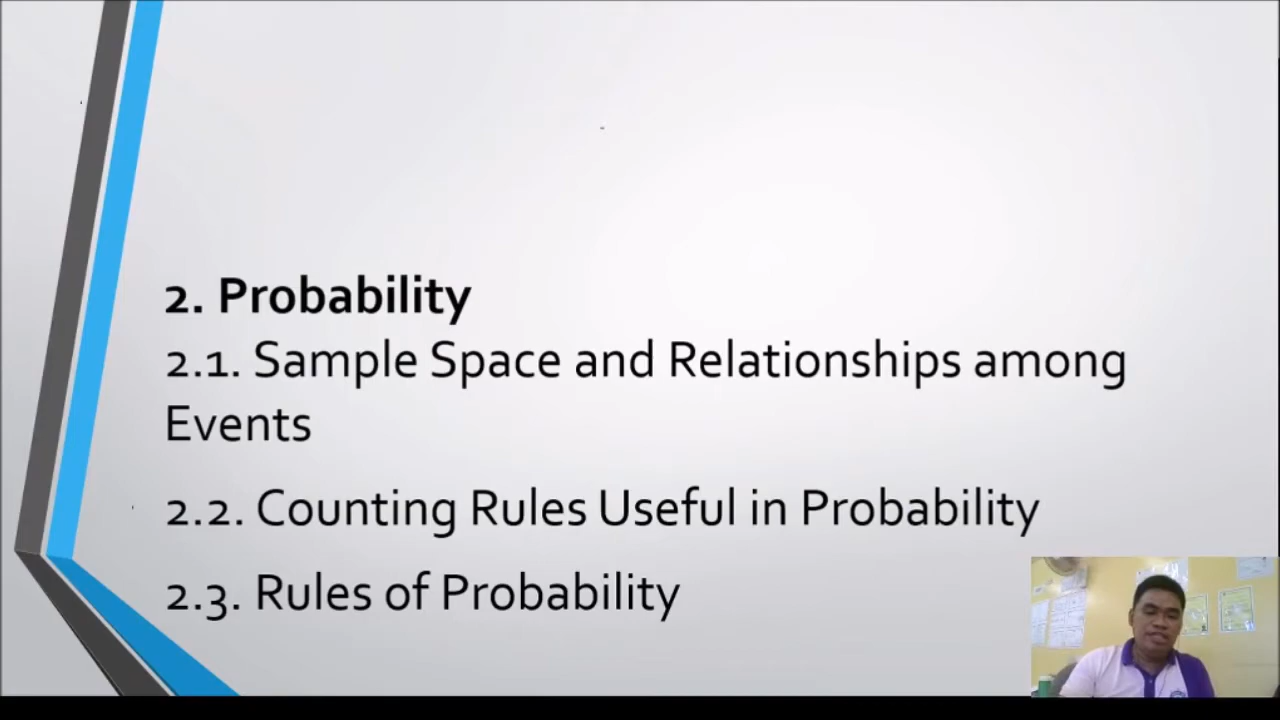 2. Probability
2.1. Sample Space and Relationships among
Events
2.2. Counting Rules Useful in Probability
2.3. Rules of Probability